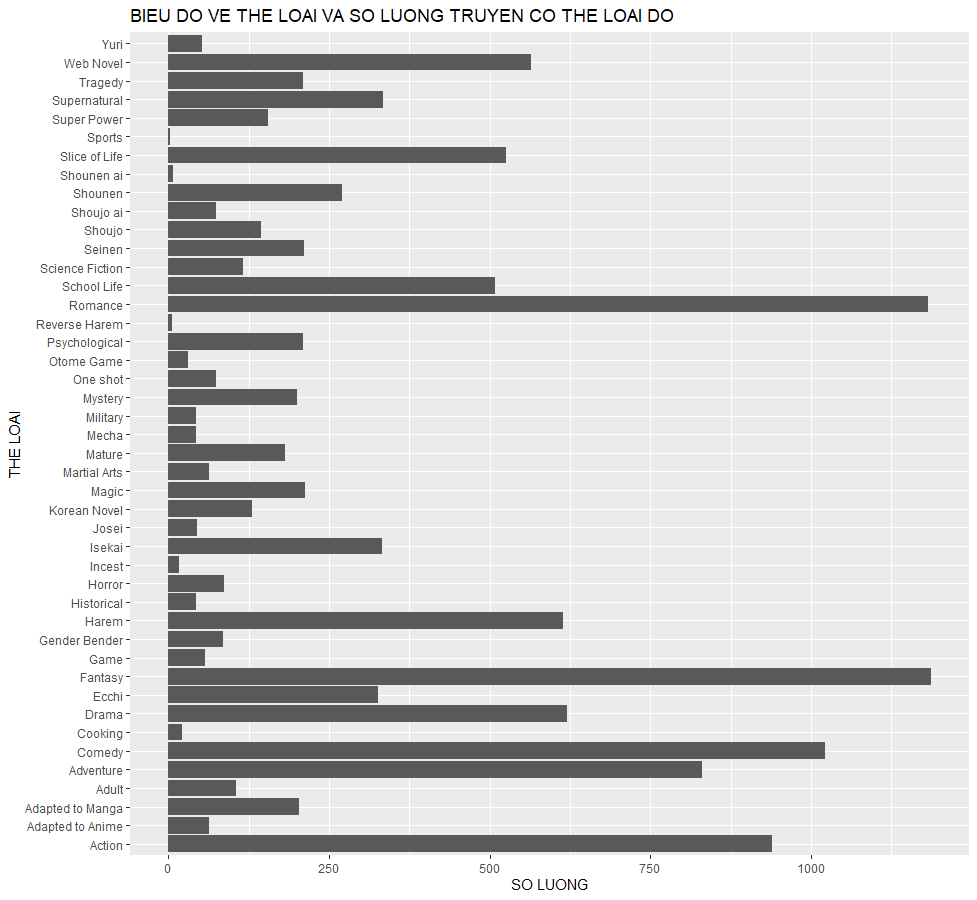 BIEU DO VE THE LOAI VA SO LUONG TRUYEN CO THE LOAI DO
THE LOAI
Yuri
Web Novel
Tragedy
Supernatural
Super Power
Sports
Slice of Life
Shounen ai
Shounen
Shoujo ai
Shoujo
Seinen
Science Fiction
School Life
Romance
Reverse Harem
Psychological
Otome Game
One shot
Mystery
Military
Mecha
Mature
Martial Arts
Magic
Korean Novel
Josei
Isekai
Incest
Horror
Historical
Harem
Gender Bender
Game
Fantasy
Ecchi
Drama
Cooking
Comedy
Adventure
Adult
Adapted to Manga
Adapted to Anime
Action
0 250 500 750 1000
SO LUONG